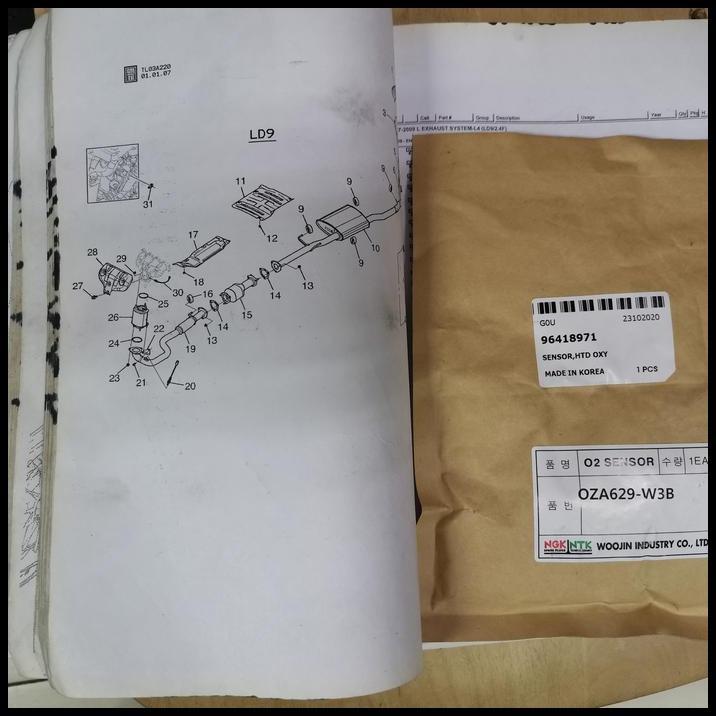 TL03A220
01.01.07
LD9
3
8
9
11
31
9
12
17
10
9
28
29
18
13
27
30
16
14
25
15
26
14
22
13
24
19
23
21
20
Part #
Group
Description
Usage
Year
Qty
7-2009 L EXHAUST SYSTEM-L4 (LD9/2.4F)
G0U 23102020
96418971
SENSOR,HTD OXY
MADE IN KOREA 1 PCS
품 명 O2 SENSOR 수량 1EA
품 번 OZA629-W3B
NGK NTK WOOJIN INDUSTRY CO., LTD